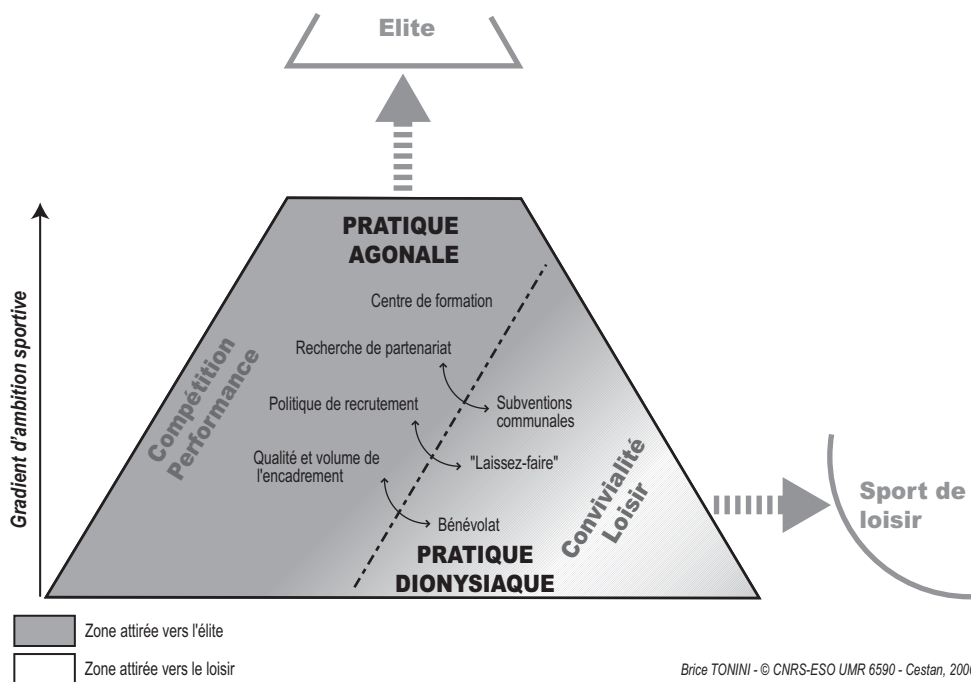 Elite
PRATIQUE
AGONALE
Centre de formation
Recherche de partenariat
Politique de recrutement
Subventions
communales
Qualité et volume de
l'encadrement
"Laissez-faire"
Bénévolat
PRATIQUE
DIONYSIAQUE
Compétition
Performance
Convivialité
Loisir
Gradient d'ambition sportive
Sport de
loisir
Zone attirée vers l'élite
Zone attirée vers le loisir
Brice TONINI - © CNRS-ESO UMR 6590 - Cestan, 2006